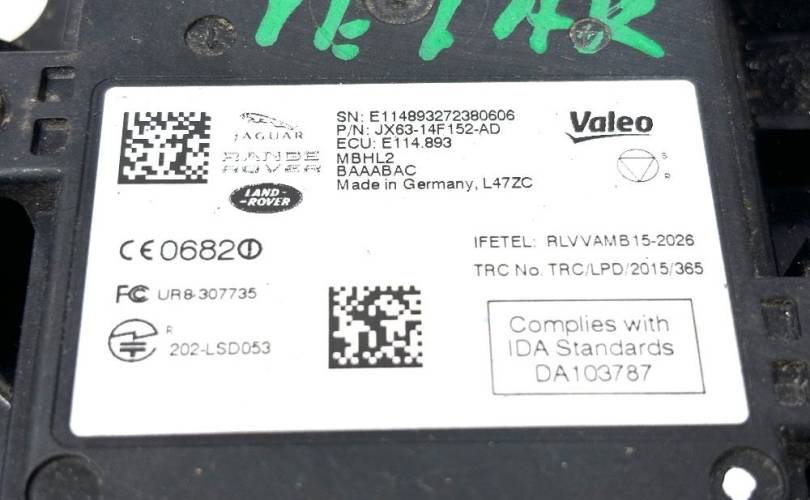 JAGUAR
RANGE
ROVER
LAND-
ROVER
SN: E114893272380606
P/N: JX63-14F152-AD
ECU: E114.893
MBHL2
BAAABAC
Made in Germany, L47ZC
Valeo
S
R
CE0682
IFETEL: RLVVAMB15-2026
TRC No. TRC/LPD/2015/365
FC UR8-307735
R
202-LSD053
Complies with
IDA Standards
DA103787